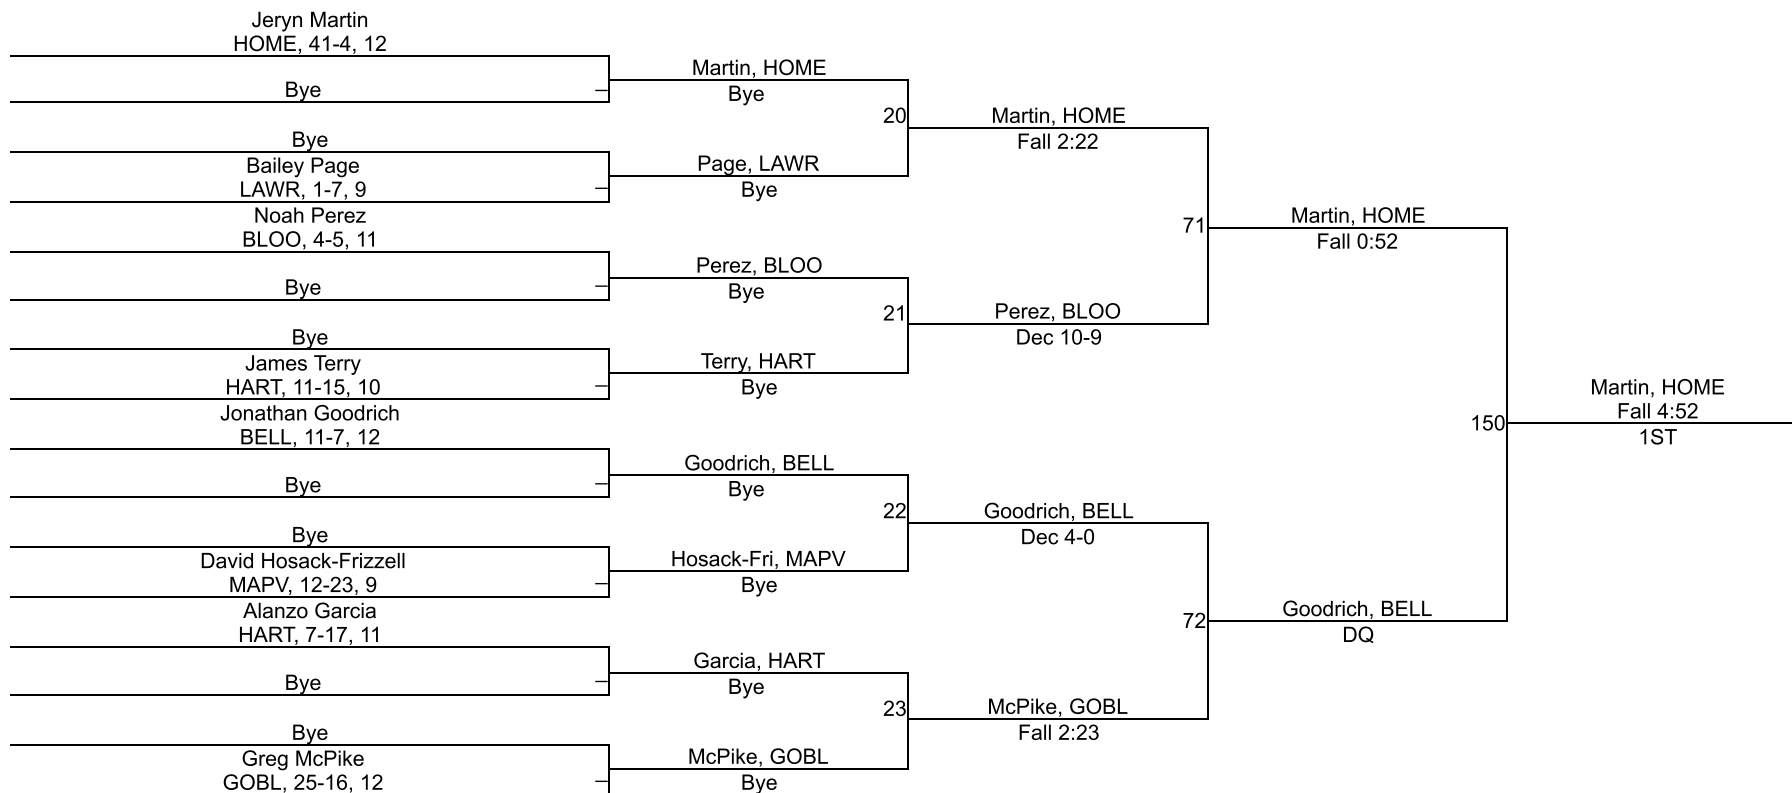 Jeryn Martin
HOME, 41-4, 12
Bye
Bye
Bailey Page
LAWR, 1-7, 9
Noah Perez
BLOO, 4-5, 11
Bye
Bye
James Terry
HART, 11-15, 10
Jonathan Goodrich
BELL, 11-7, 12
Bye
Bye
David Hosack-Frizzell
MAPV, 12-23, 9
Alanzo Garcia
HART, 7-17, 11
Bye
Bye
Greg McPike
GOBL, 25-16, 12
Martin, HOME
Bye
20
Page, LAWR
Bye
Perez, BLOO
Bye
21
Terry, HART
Bye
Goodrich, BELL
Bye
22
Hosack-Fri, MAPV
Bye
Garcia, HART
Bye
23
McPike, GOBL
Bye
Martin, HOME
Fall 2:22
71
Perez, BLOO
Dec 10-9
Goodrich, BELL
Dec 4-0
72
McPike, GOBL
Fall 2:23
Martin, HOME
Fall 0:52
150
Goodrich, BELL
DQ
Martin, HOME
Fall 4:52
1ST